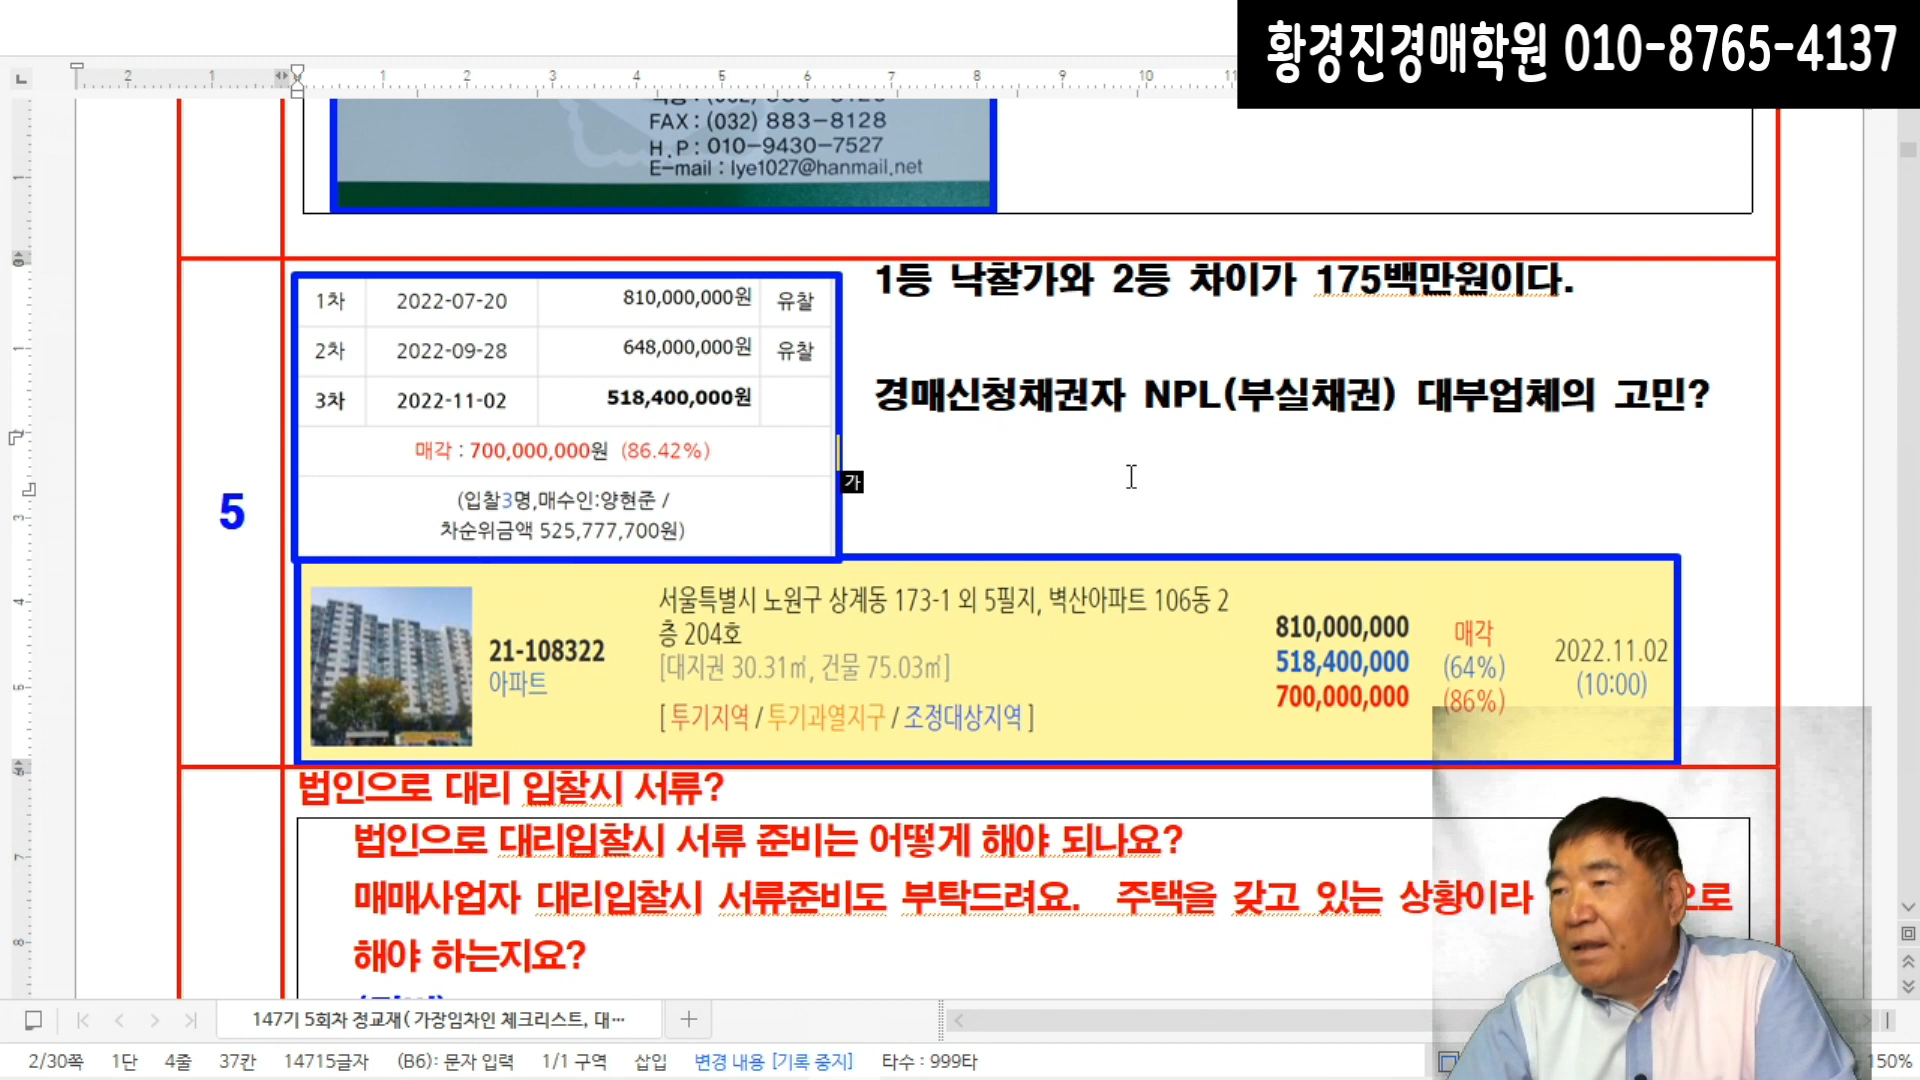 황경진경매학원 010-8765-4137
2 1 1 2 3 4 5 6 7 8 9 10 11
FAX : (032) 883-8128
H.P : 010-9430-7527
E-mail : lye1027@hanmail.net
5
1차 2022-07-20 810,000,000원 유찰
2차 2022-09-28 648,000,000원 유찰
3차 2022-11-02 518,400,000원
매각 : 700,000,000원 (86.42%)
(입찰3명,매수인:양현준 /
차순위금액 525,777,700원)
1등 낙찰가와 2등 차이가 175백만원이다.
경매신청채권자 NPL(부실채권) 대부업체의 고민?
가
21-108322
아파트
서울특별시 노원구 상계동 173-1 외 5필지, 벽산아파트 106동 2
층 204호
[대지권 30.31㎡, 건물 75.03㎡]
[ 투기지역 / 투기과열지구 / 조정대상지역 ]
810,000,000
518,400,000
700,000,000
매각
(64%)
(86%)
2022.11.02
(10:00)
법인으로 대리 입찰시 서류?
법인으로 대리입찰시 서류 준비는 어떻게 해야 되나요?
매매사업자 대리입찰시 서류준비도 부탁드려요. 주택을 갖고 있는 상황이라 로
해야 하는지요?
147기 5회차 정교재( 가장임차인 체크리스트, 대…
2/30쪽 1단 4줄 37칸 14715글자 (B6): 문자 입력 1/1 구역 삽입 변경 내용 [기록 중지] 타수 : 999타 150%